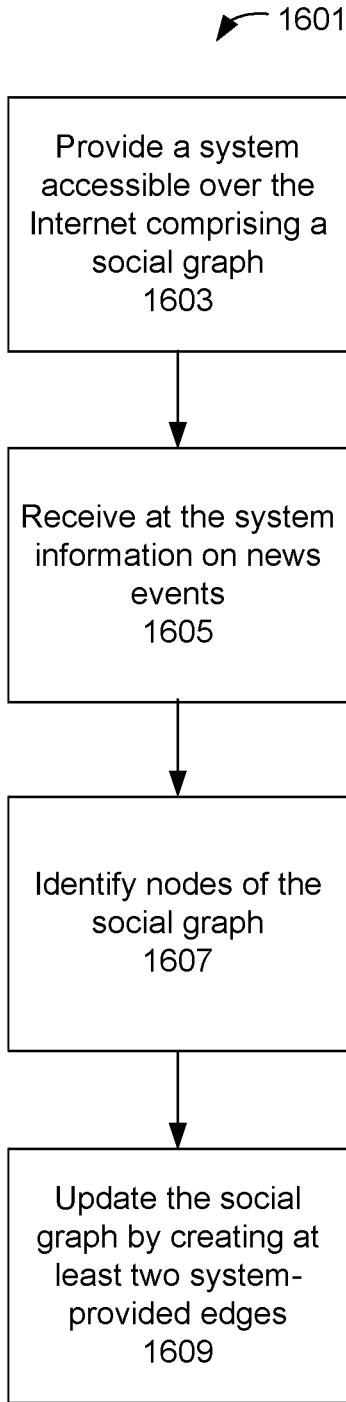 1601
Provide a system
accessible over the
Internet comprising a
social graph
1603
Receive at the system
information on news
events
1605
Identify nodes of the
social graph
1607
Update the social
graph by creating at
least two system-
provided edges
1609